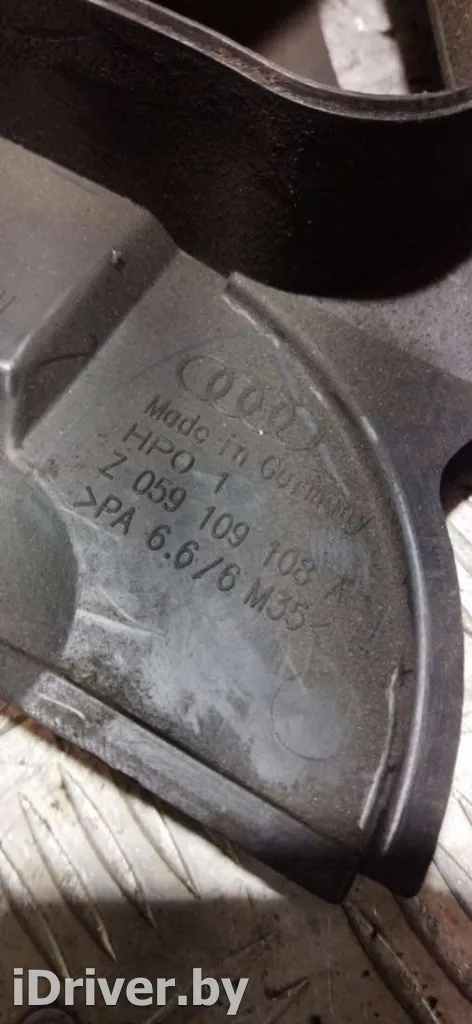 Made in Germany
HPO 1
Z 059 109 108 A
>PA 6.6/6 M35<
iDriver.by